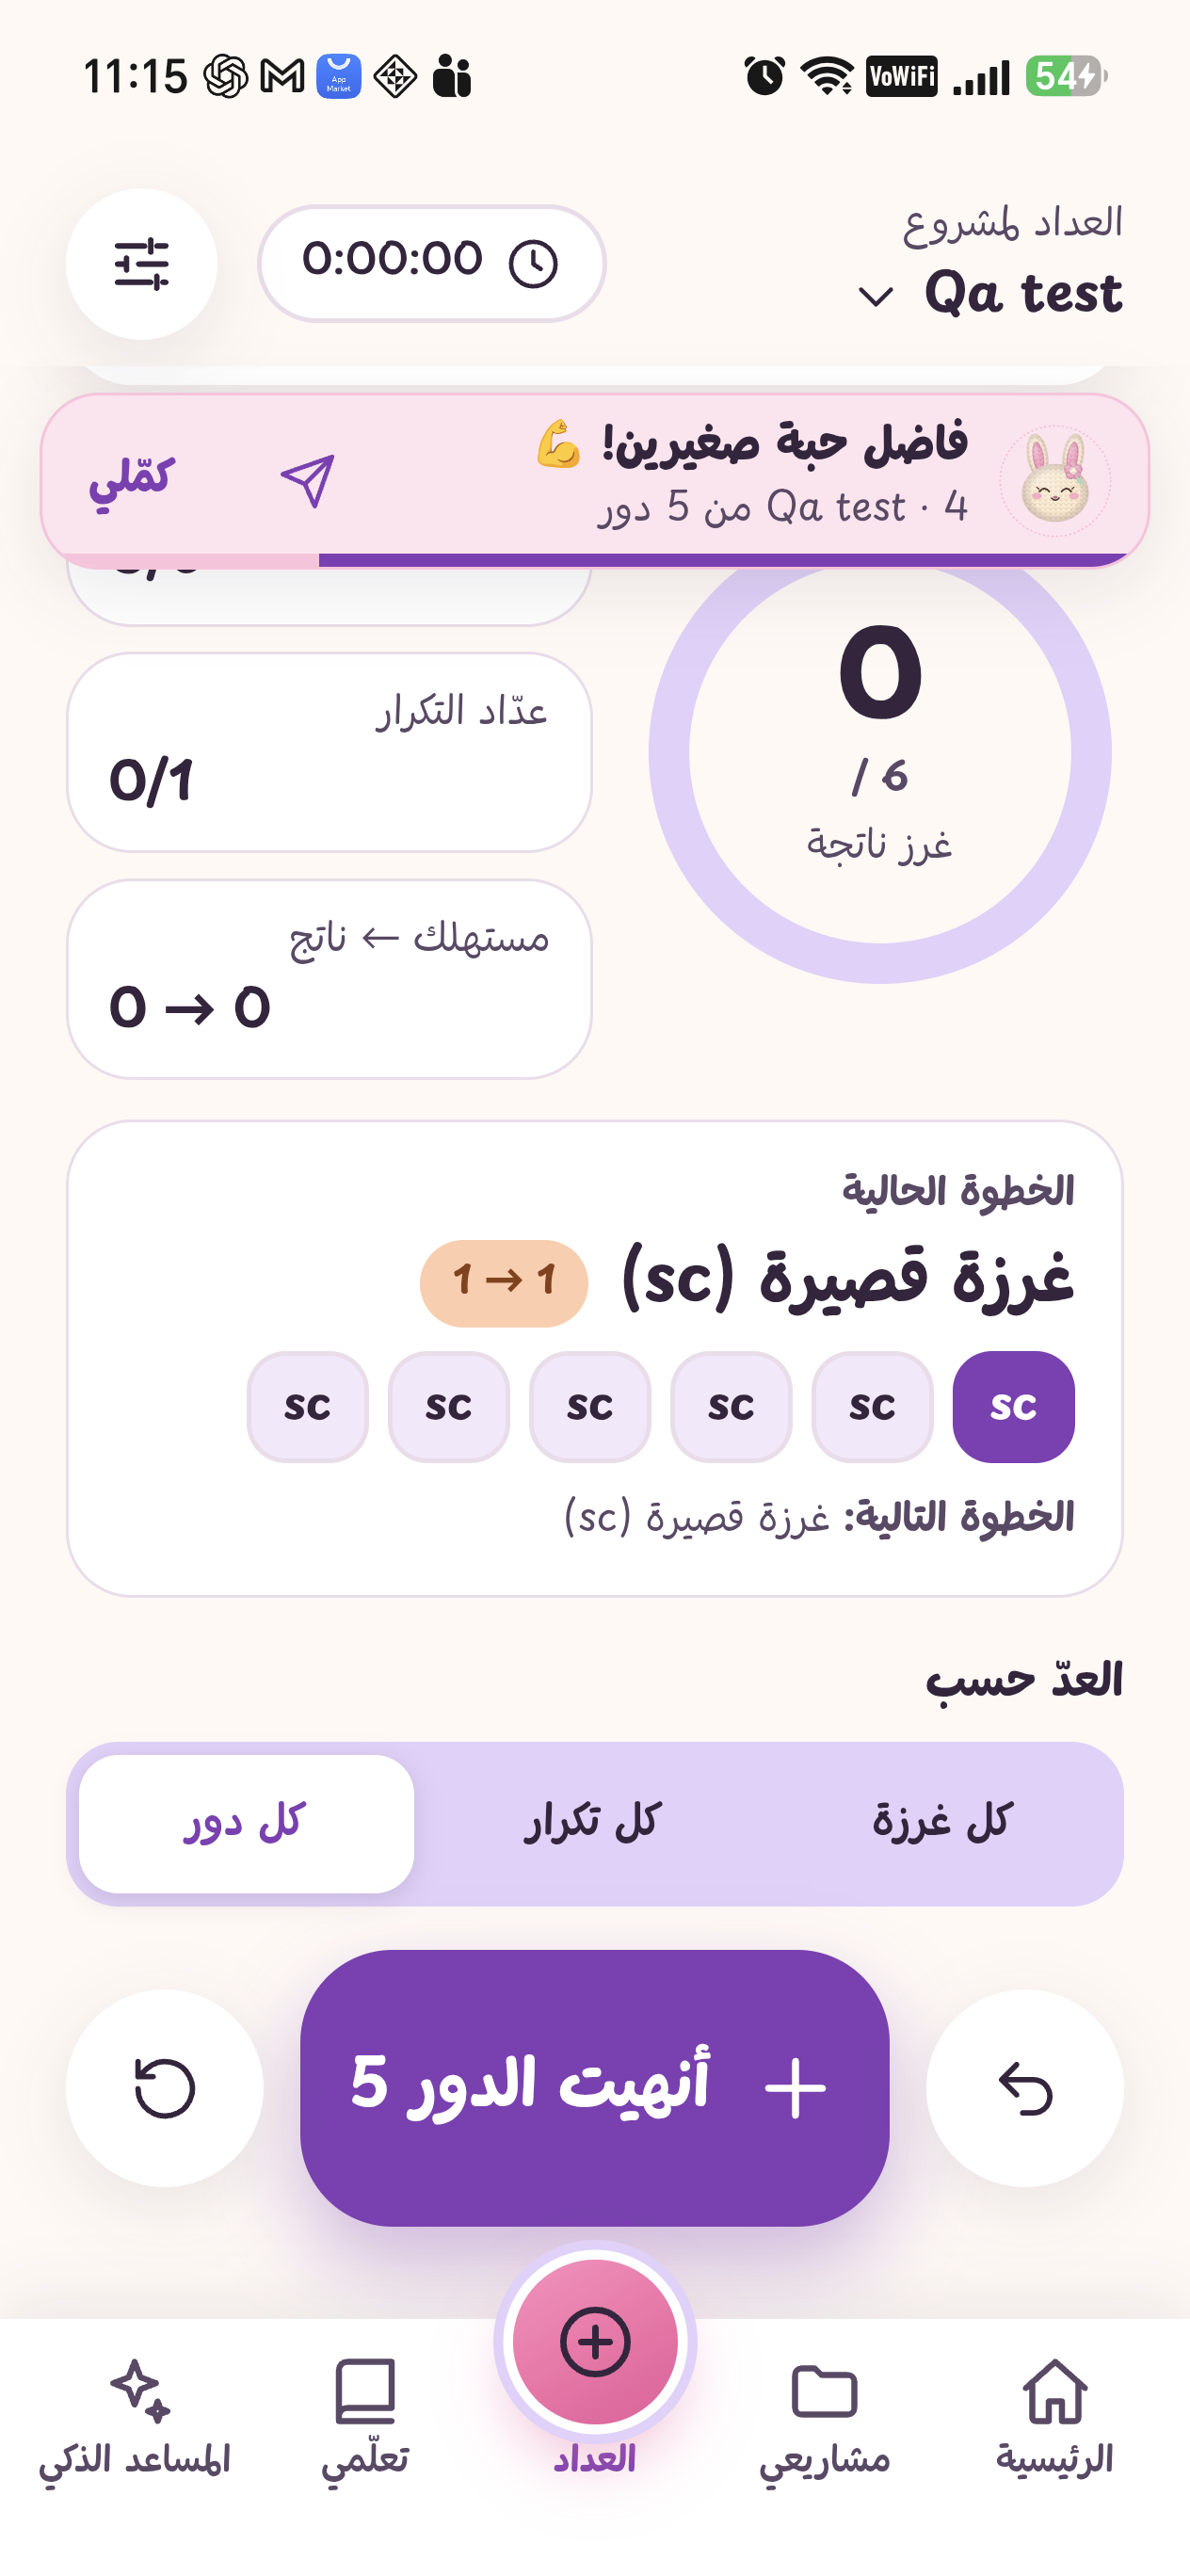 11:15
App Market
VoWiFi
54
العداد لمشروع
Qa test
0:00:00
فاضل حبة صغيرين! 💪
Qa test · 4 من 5 دور
كمّلي
0
/ 6
غرز ناتجة
عدّاد التكرار
0/1
مستهلك ← ناتج
0 → 0
الخطوة الحالية
غرزة قصيرة (sc)
1 → 1
sc sc sc sc sc sc
الخطوة التالية: غرزة قصيرة (sc)
العدّ حسب
كل غرزة
كل تكرار
كل دور
أنهيت الدور 5
الرئيسية
مشاريعي
العداد
تعلّمي
المساعد الذكي